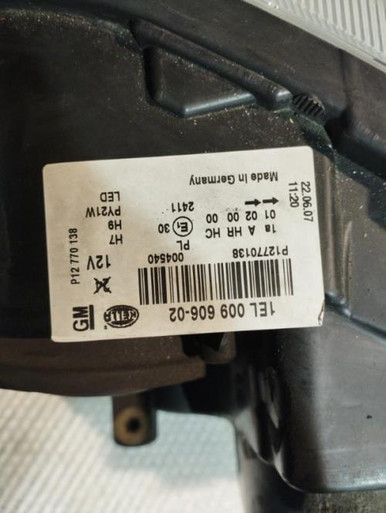 1EL 009 606-02
HELLA
GM
P12770138
004540
12V
P12 770 138
1a A HR HC
PL
H7
01 02 00 00
E1 30
H9
2411
PY21W
LED
22.06.07
11:20
Made in Germany